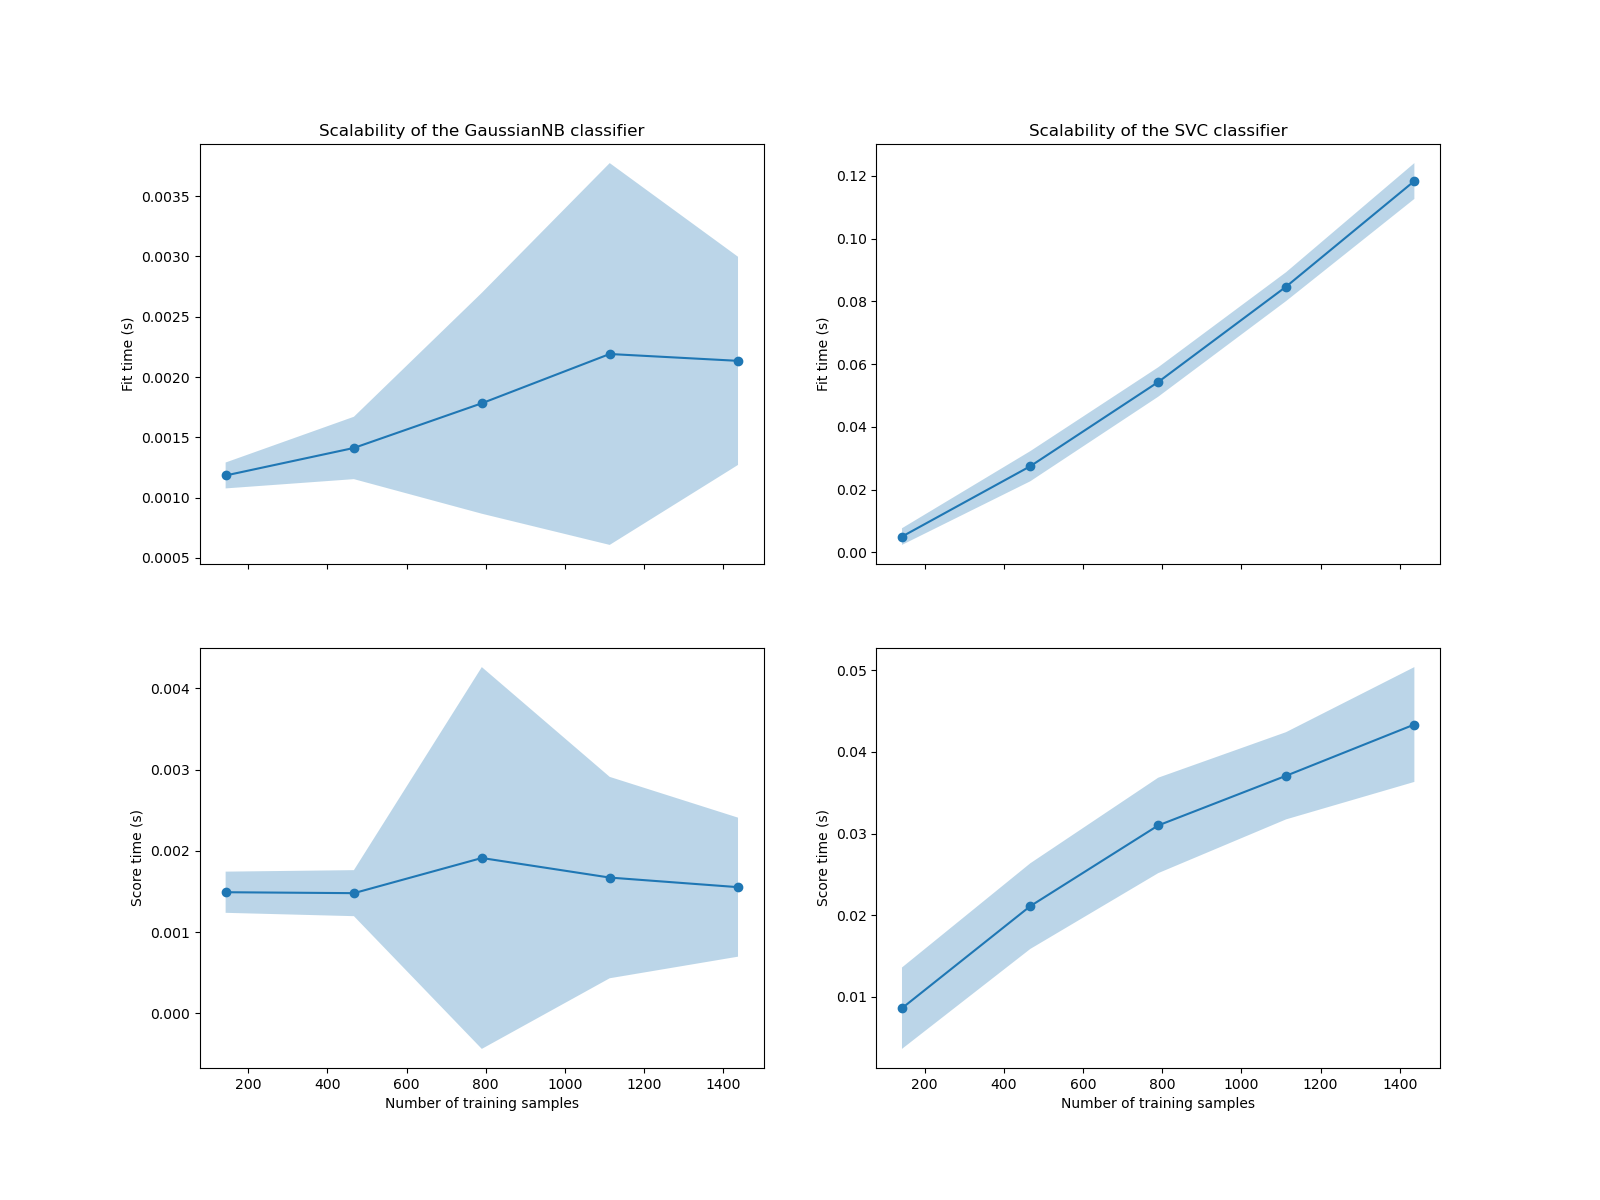 Scalability of the GaussianNB classifier
0.0035
0.0030
0.0025
0.0020
0.0015
0.0010
0.0005
Fit time (s)
Scalability of the SVC classifier
0.12
0.10
0.08
0.06
0.04
0.02
0.00
Fit time (s)
0.004
0.003
0.002
0.001
0.000
Score time (s)
200 400 600 800 1000 1200 1400
Number of training samples
0.05
0.04
0.03
0.02
0.01
Score time (s)
200 400 600 800 1000 1200 1400
Number of training samples